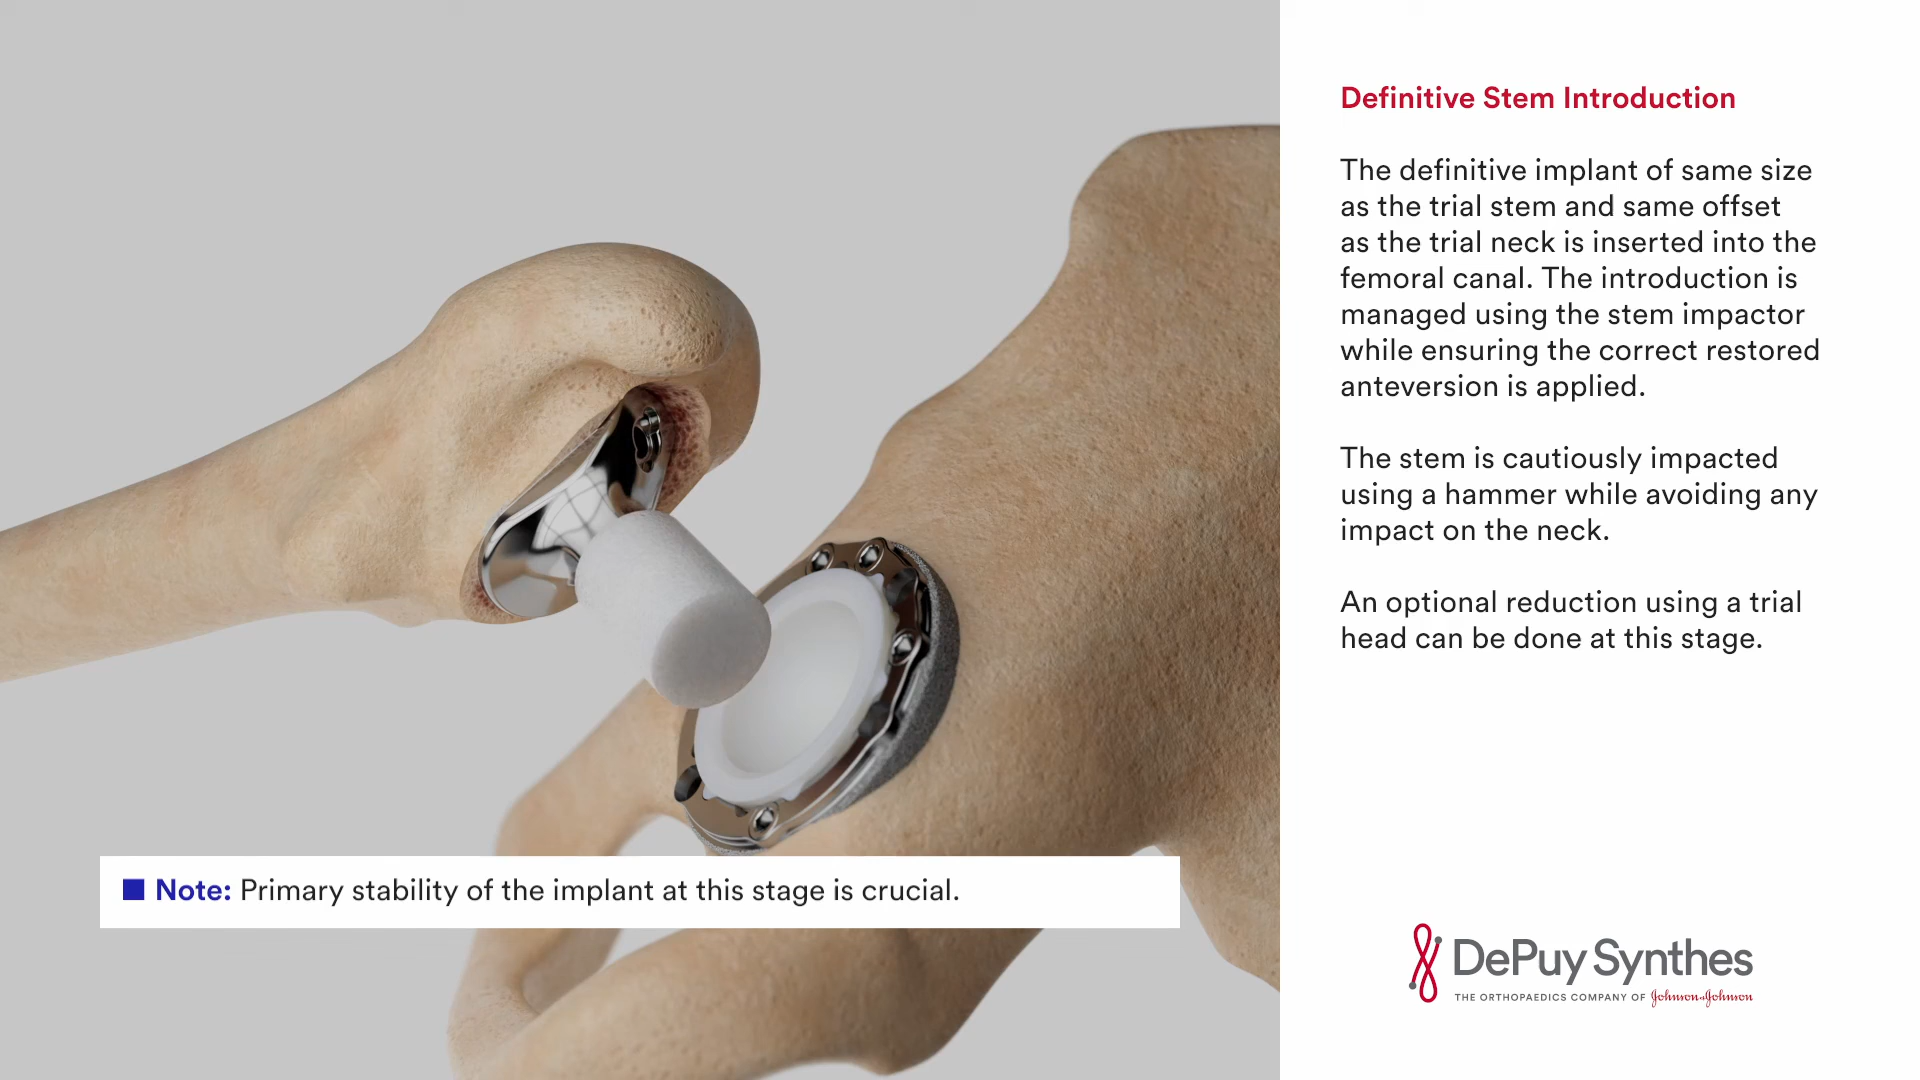 Definitive Stem Introduction
The definitive implant of same size
as the trial stem and same offset
as the trial neck is inserted into the
femoral canal. The introduction is
managed using the stem impactor
while ensuring the correct restored
anteversion is applied.
The stem is cautiously impacted
using a hammer while avoiding any
impact on the neck.
An optional reduction using a trial
head can be done at this stage.
Note: Primary stability of the implant at this stage is crucial.
DePuy Synthes
THE ORTHOPAEDICS COMPANY OF Johnson & Johnson